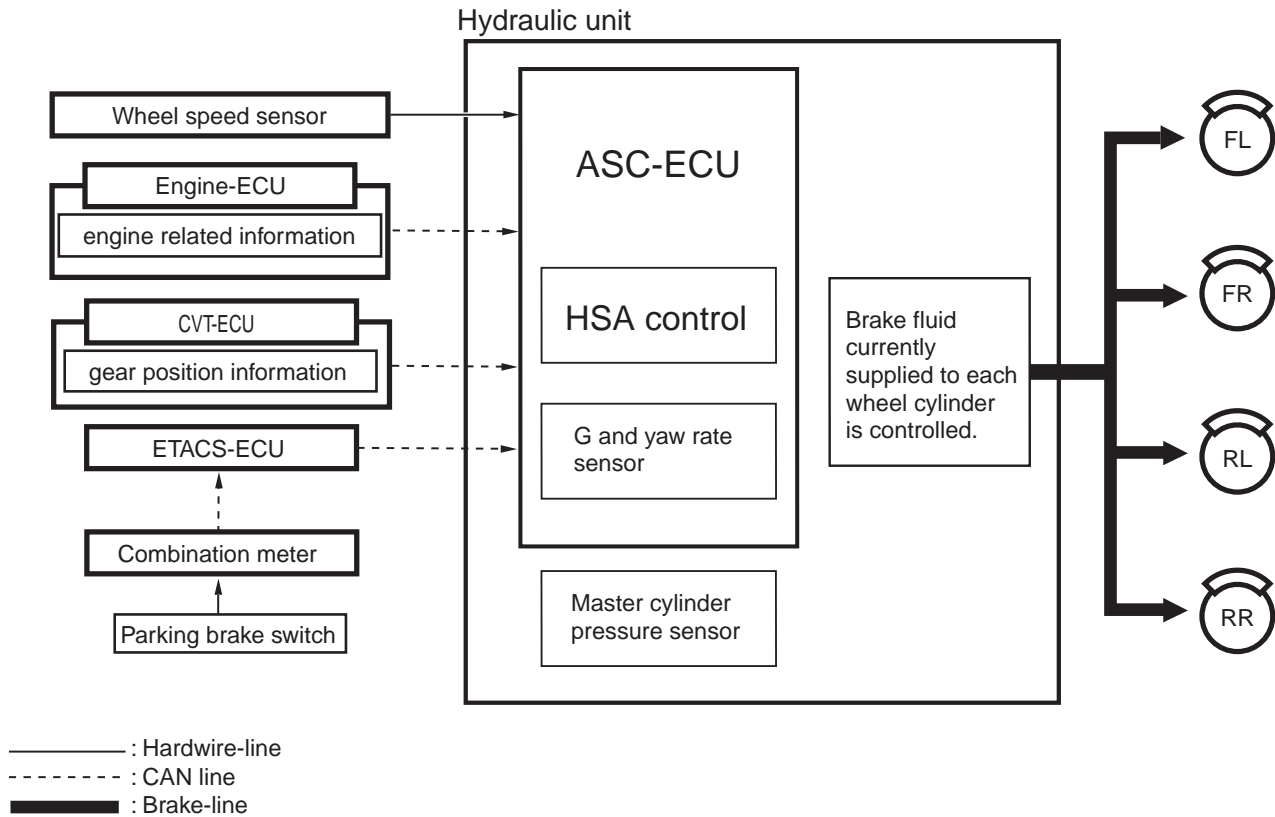 Hydraulic unit
Wheel speed sensor
Engine-ECU
engine related information
CVT-ECU
gear position information
ETACS-ECU
Combination meter
Parking brake switch
ASC-ECU
HSA control
G and yaw rate
sensor
Master cylinder
pressure sensor
Brake fluid
currently
supplied to each
wheel cylinder
is controlled.
FL
FR
RL
RR
: Hardwire-line
: CAN line
: Brake-line